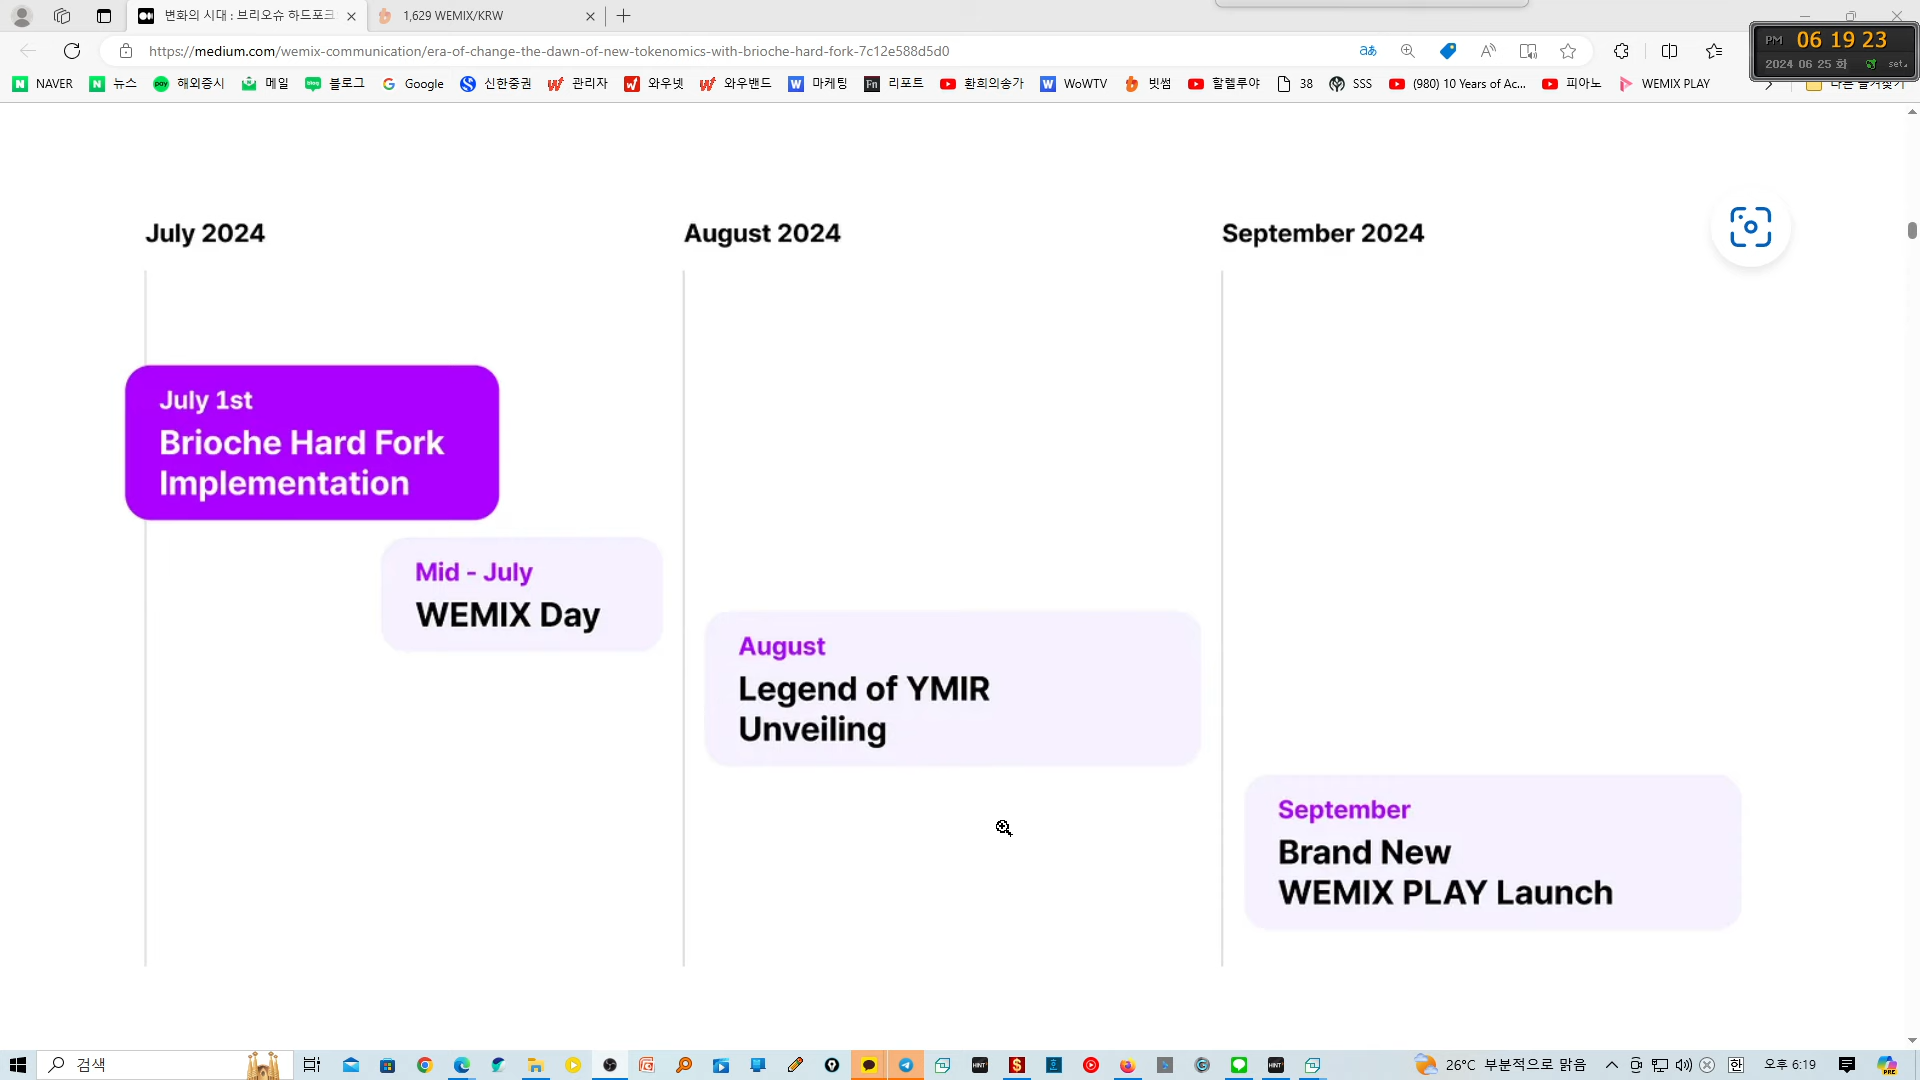 변화의 시대 : 브리오슈 하드포크
1,629 WEMIX/KRW
https://medium.com/wemix-communication/era-of-change-the-dawn-of-new-tokenomics-with-brioche-hard-fork-7c12e588d5d0
PM 06 19 23
2024 06 25 화 set
NAVER 뉴스 해외증시 메일 블로그 Google 신한중권 관리자 와우넷 와우밴드 마케팅 리포트 환희의송가 WoWTV 빗썸 할렐루야 38 SSS (980) 10 Years of Ac... 피아노 WEMIX PLAY
July 2024
August 2024
September 2024
July 1st
Brioche Hard Fork
Implementation
Mid - July
WEMIX Day
August
Legend of YMIR
Unveiling
September
Brand New
WEMIX PLAY Launch
검색
26°C 부분적으로 맑음
한
오후 6:19